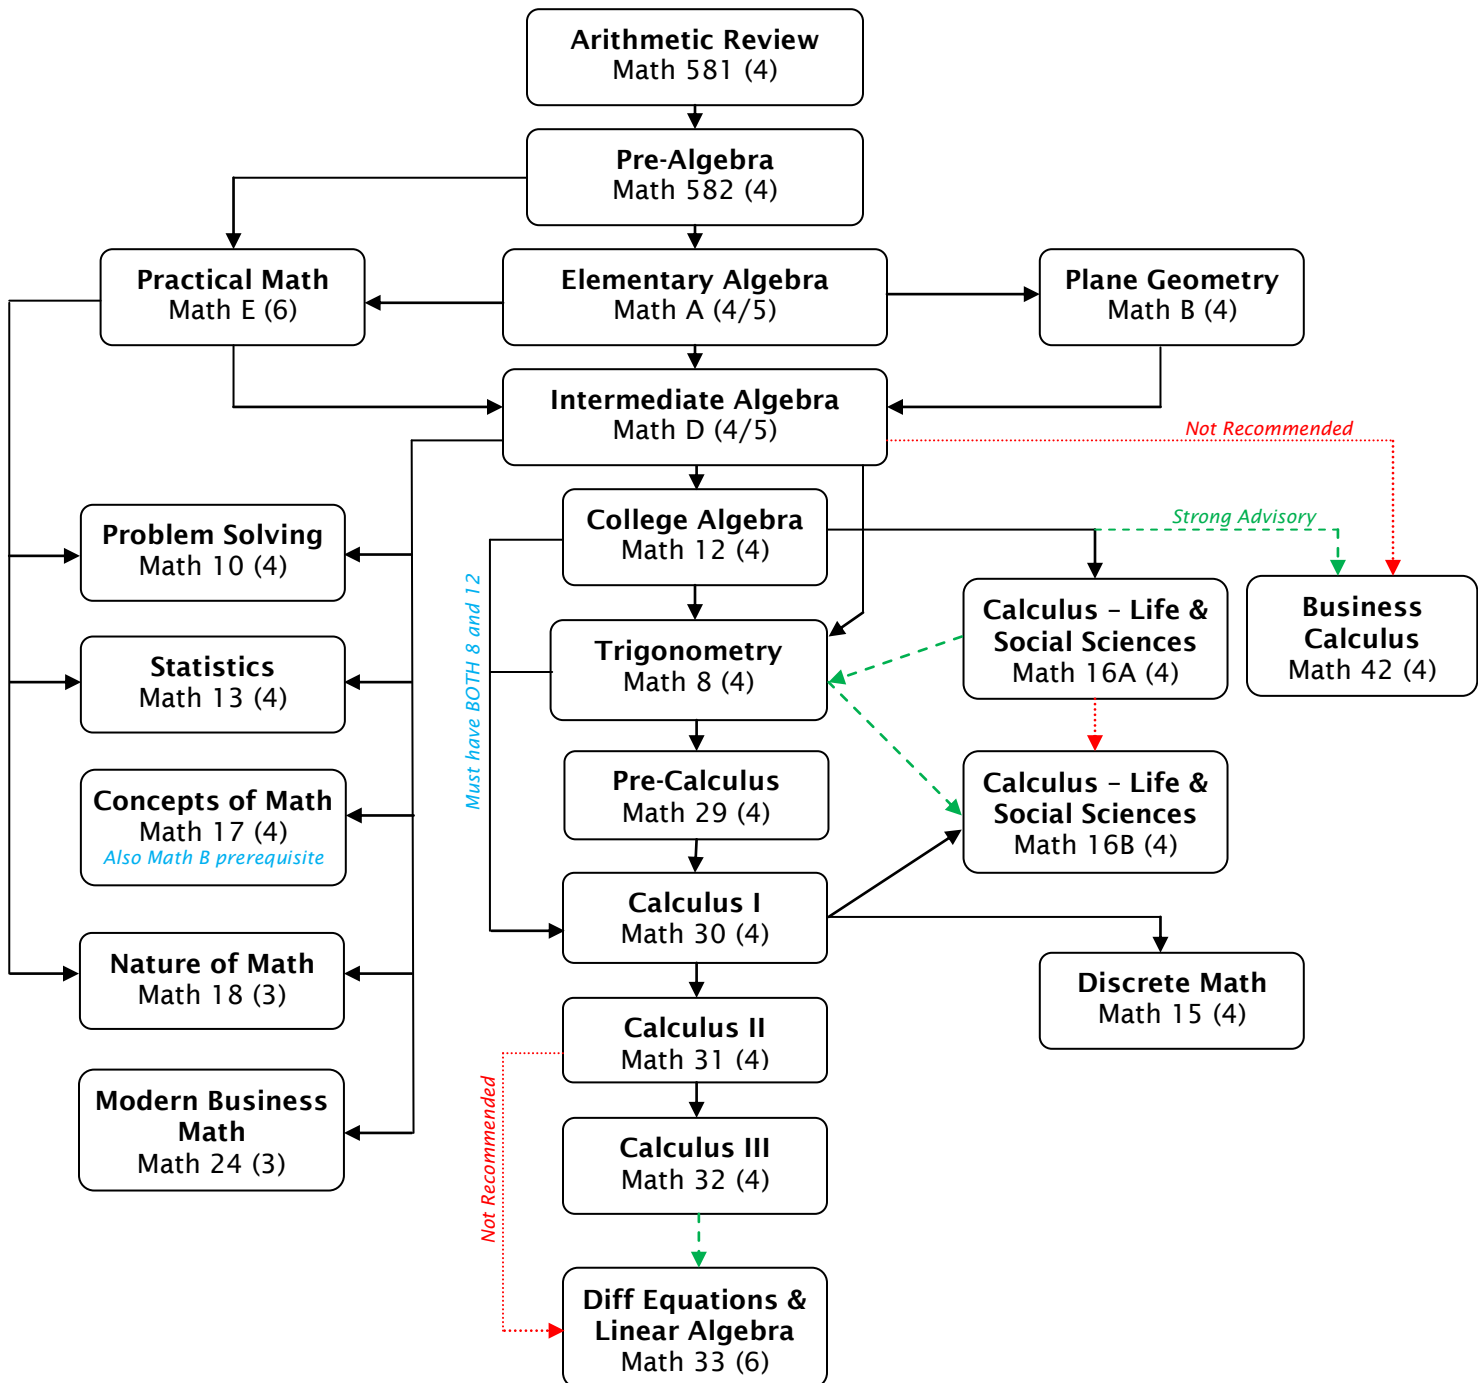 Arithmetic Review
Math 581 (4)
Pre-Algebra
Math 582 (4)
Practical Math
Math E (6)
Elementary Algebra
Math A (4/5)
Plane Geometry
Math B (4)
Intermediate Algebra
Math D (4/5)
Not Recommended
College Algebra
Math 12 (4)
Strong Advisory
Problem Solving
Math 10 (4)
Must have BOTH 8 and 12
Calculus – Life &
Social Sciences
Math 16A (4)
Business
Calculus
Math 42 (4)
Statistics
Math 13 (4)
Trigonometry
Math 8 (4)
Concepts of Math
Math 17 (4)
Also Math B prerequisite
Pre-Calculus
Math 29 (4)
Calculus – Life &
Social Sciences
Math 16B (4)
Calculus I
Math 30 (4)
Nature of Math
Math 18 (3)
Discrete Math
Math 15 (4)
Calculus II
Math 31 (4)
Not Recommended
Modern Business
Math
Math 24 (3)
Calculus III
Math 32 (4)
Diff Equations &
Linear Algebra
Math 33 (6)